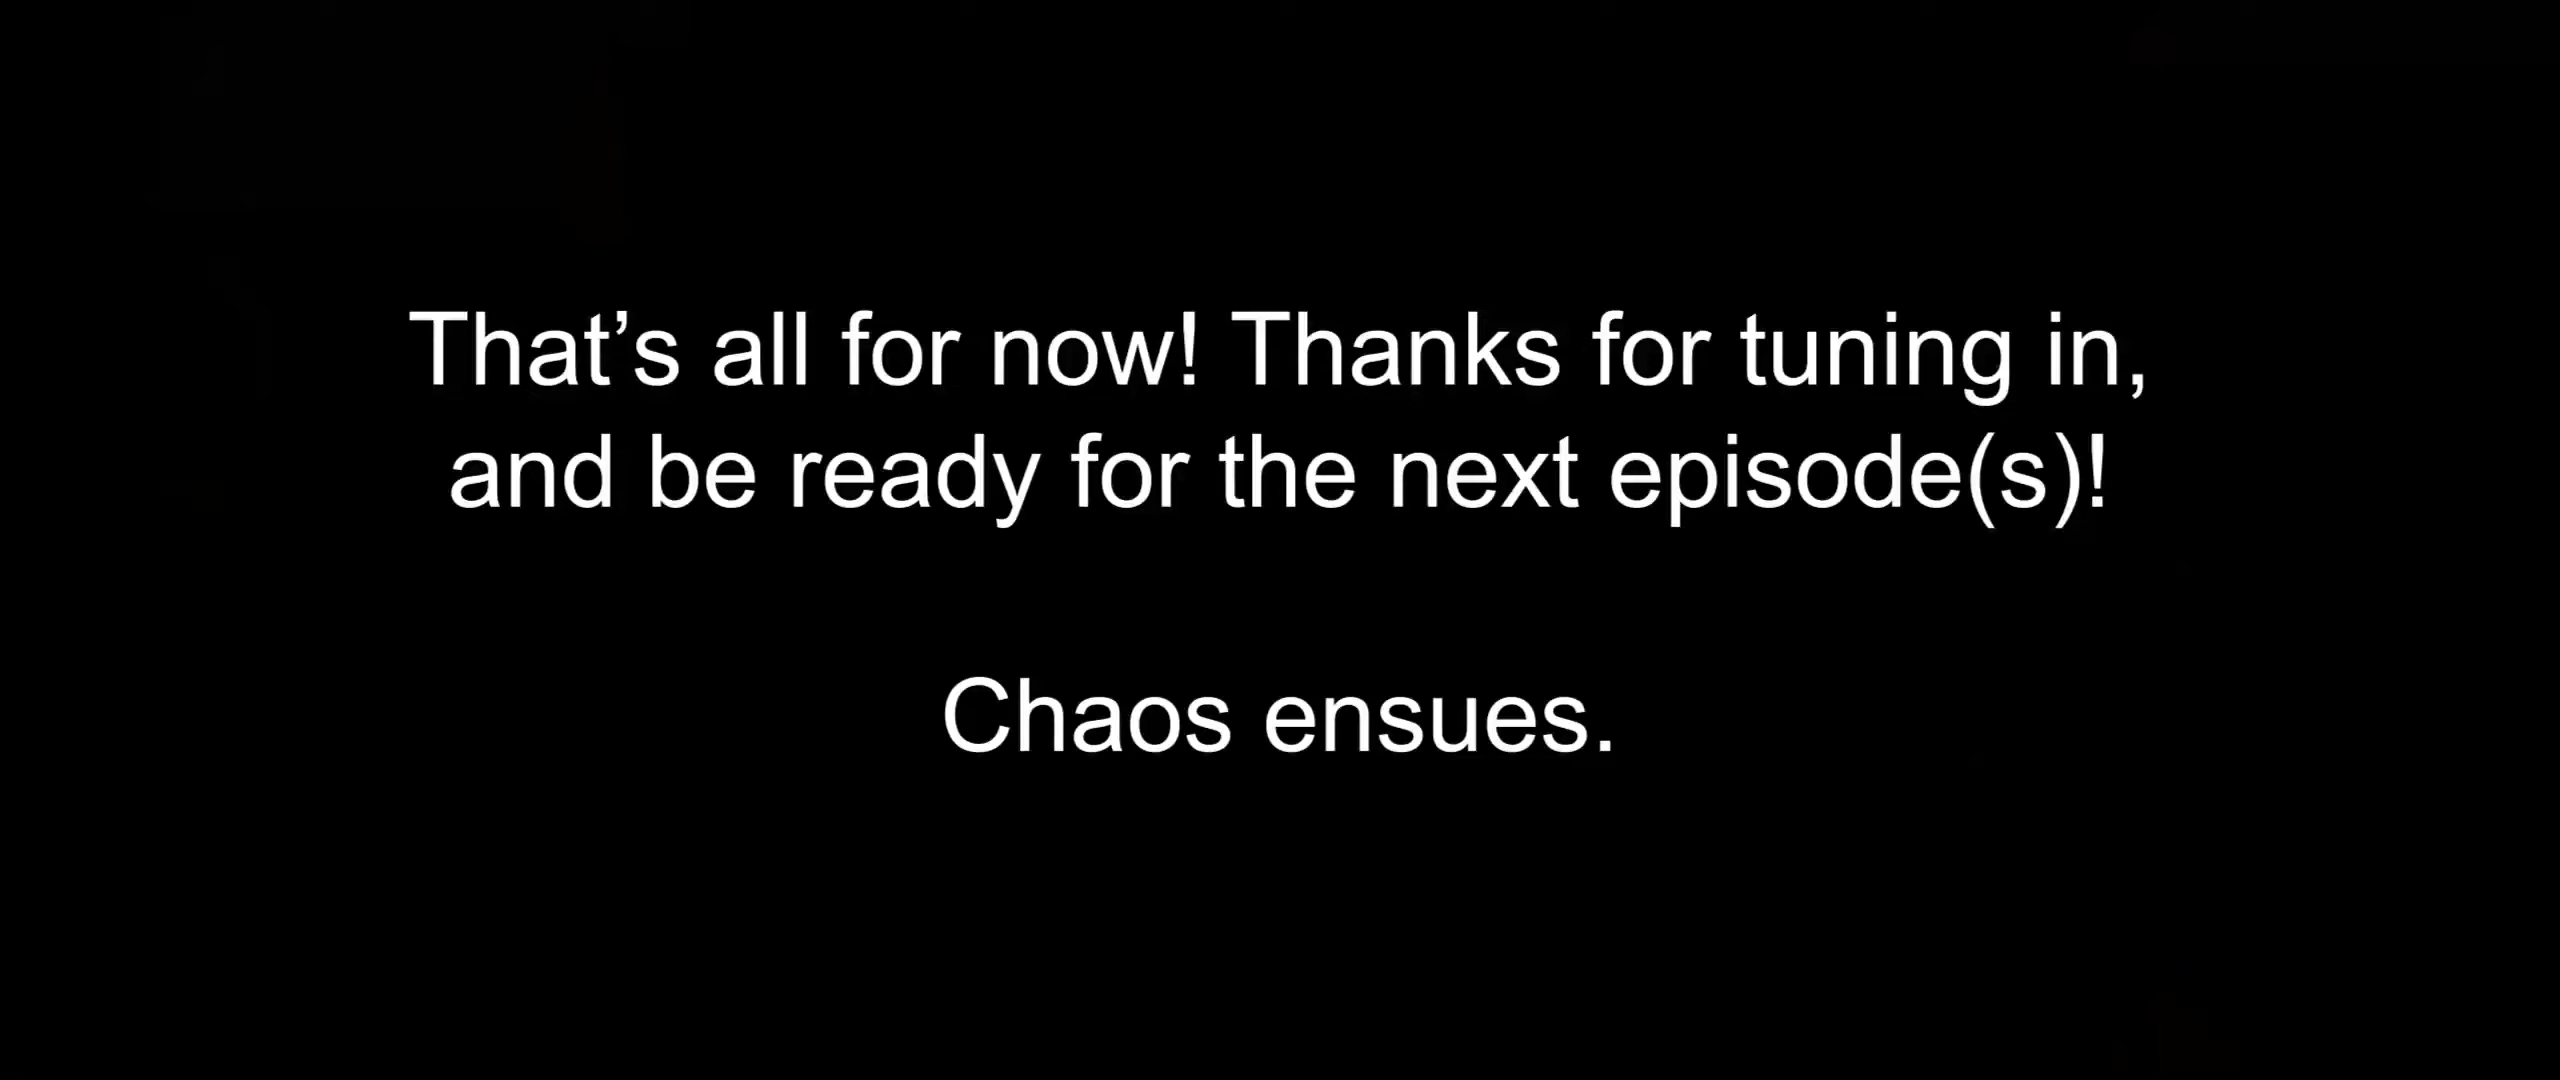 That’s all for now! Thanks for tuning in,
and be ready for the next episode(s)!
Chaos ensues.